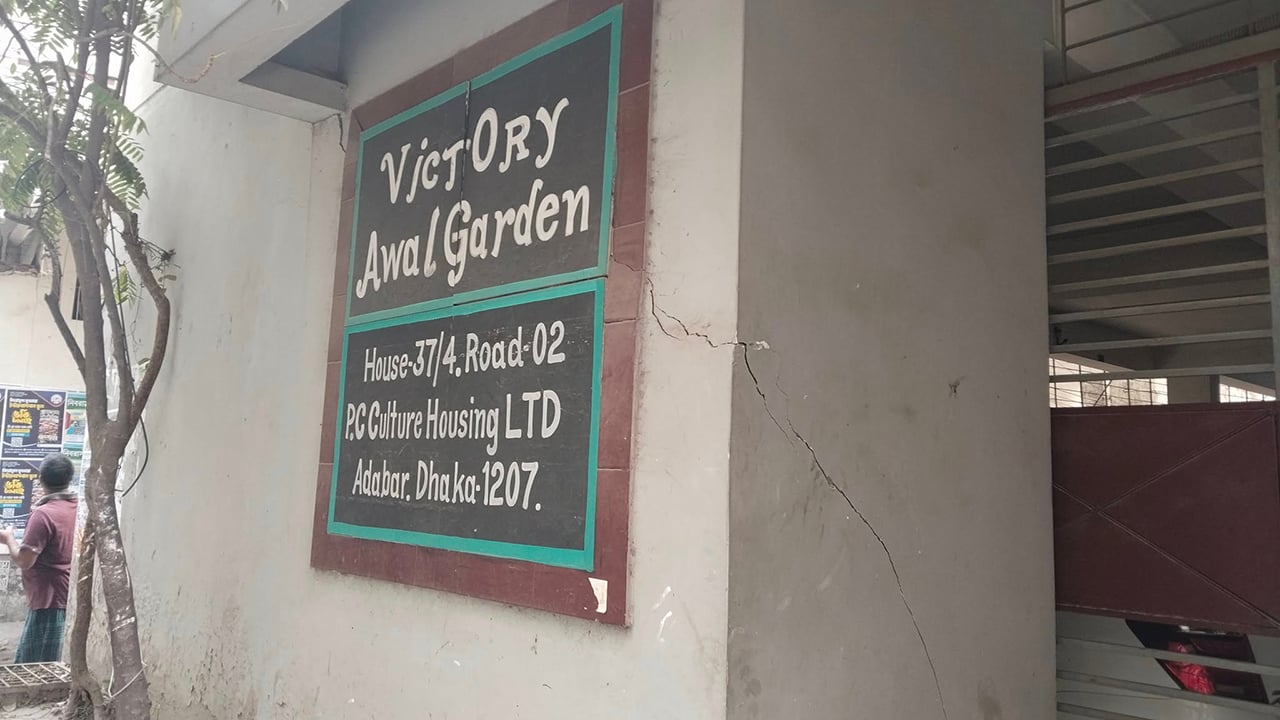 VicTORY
Awal Garden
House-37/4. Road-02
P.C Culture Housing LTD
Adabar. Dhaka-1207.